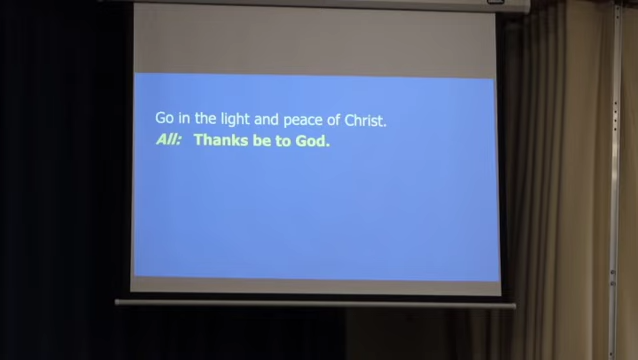 Go in the light and peace of Christ.
All: Thanks be to God.